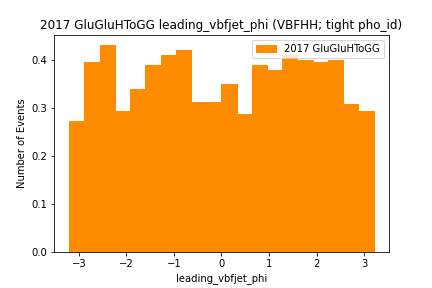 2017 GluGluHToGG leading_vbfjet_phi (VBFHH; tight pho_id)
2017 GluGluHToGG
Number of Events
0.4
0.3
0.2
0.1
0.0
−3 −2 −1 0 1 2 3
leading_vbfjet_phi